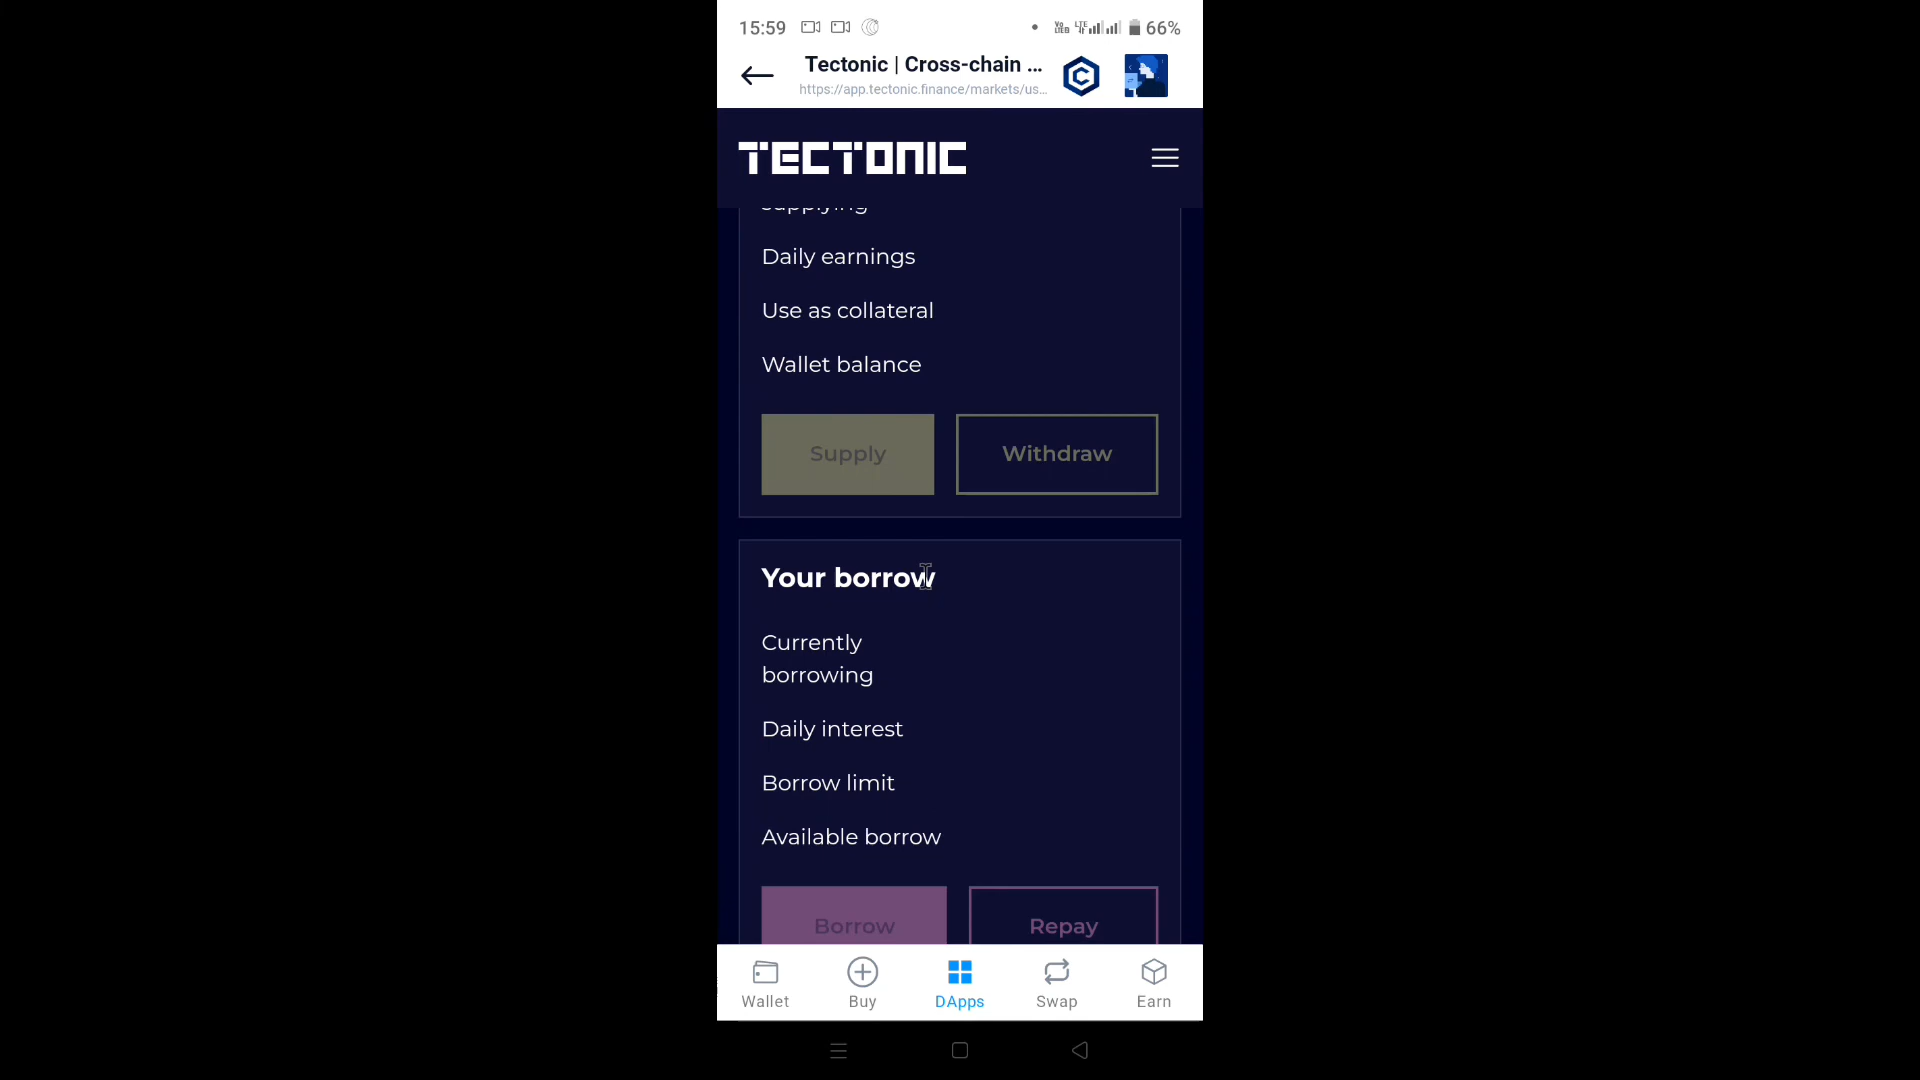 15:59 66%
Tectonic | Cross-chain ...
https://app.tectonic.finance/markets/us...
TECTONIC
Supplying
Daily earnings
Use as collateral
Wallet balance
Supply Withdraw
Your borrow
Currently
borrowing
Daily interest
Borrow limit
Available borrow
Borrow Repay
Wallet Buy DApps Swap Earn